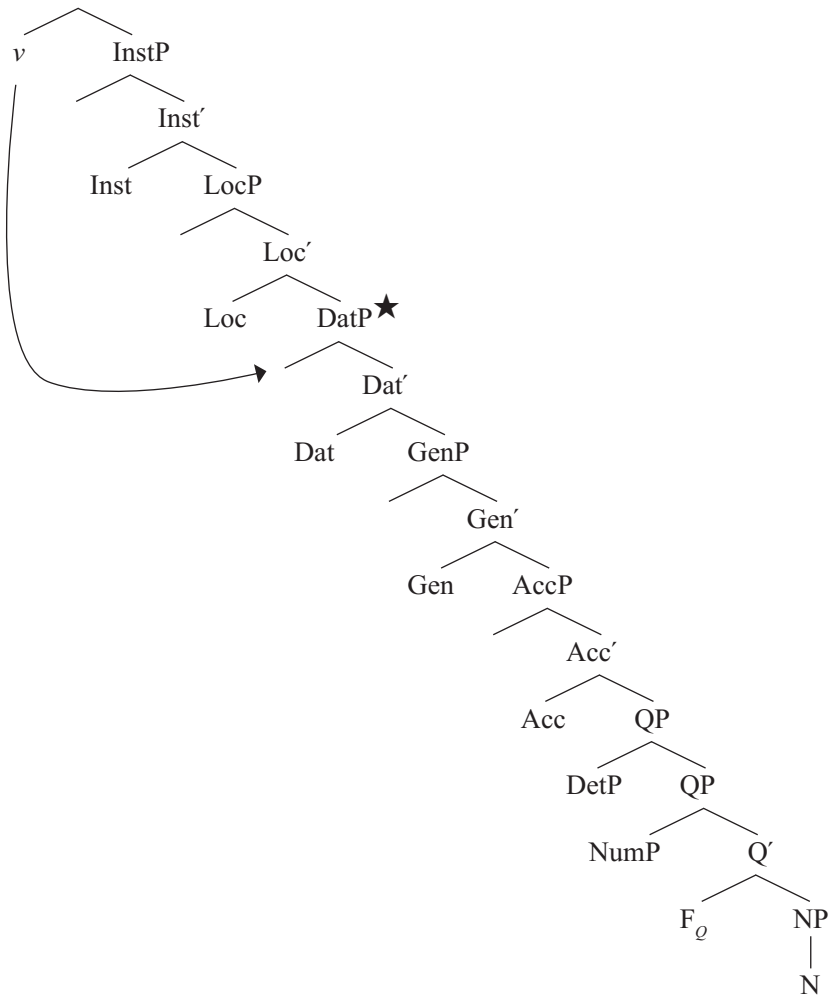 v InstP
Inst′
Inst LocP
Loc′
Loc DatP★
Dat′
Dat GenP
Gen′
Gen AccP
Acc′
Acc QP
DetP QP
NumP Q′
F_Q NP
N